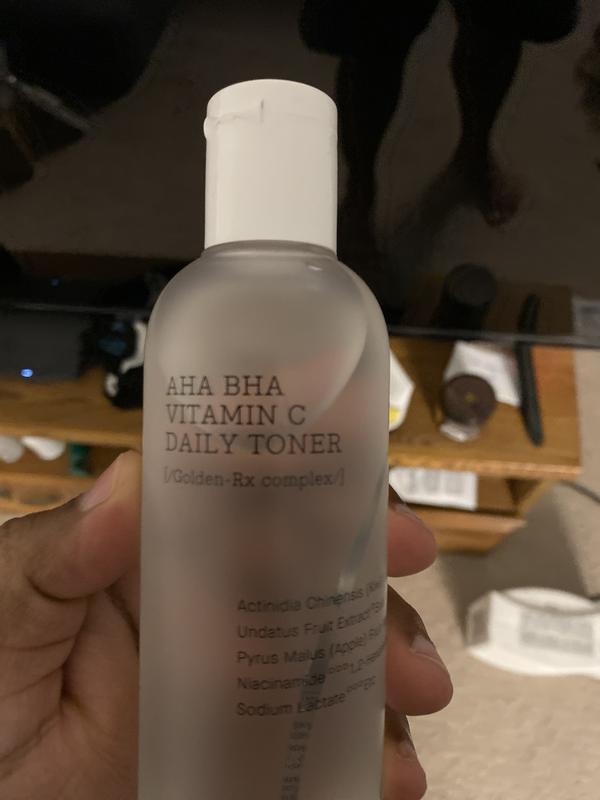 AHA BHA
VITAMIN C
DAILY TONER
[/Golden-Rx complex/]
Actinidia Chinensis
Undatus Fruit Extract
Pyrus Malus (Apple)
Niacinamide
Sodium Lactate